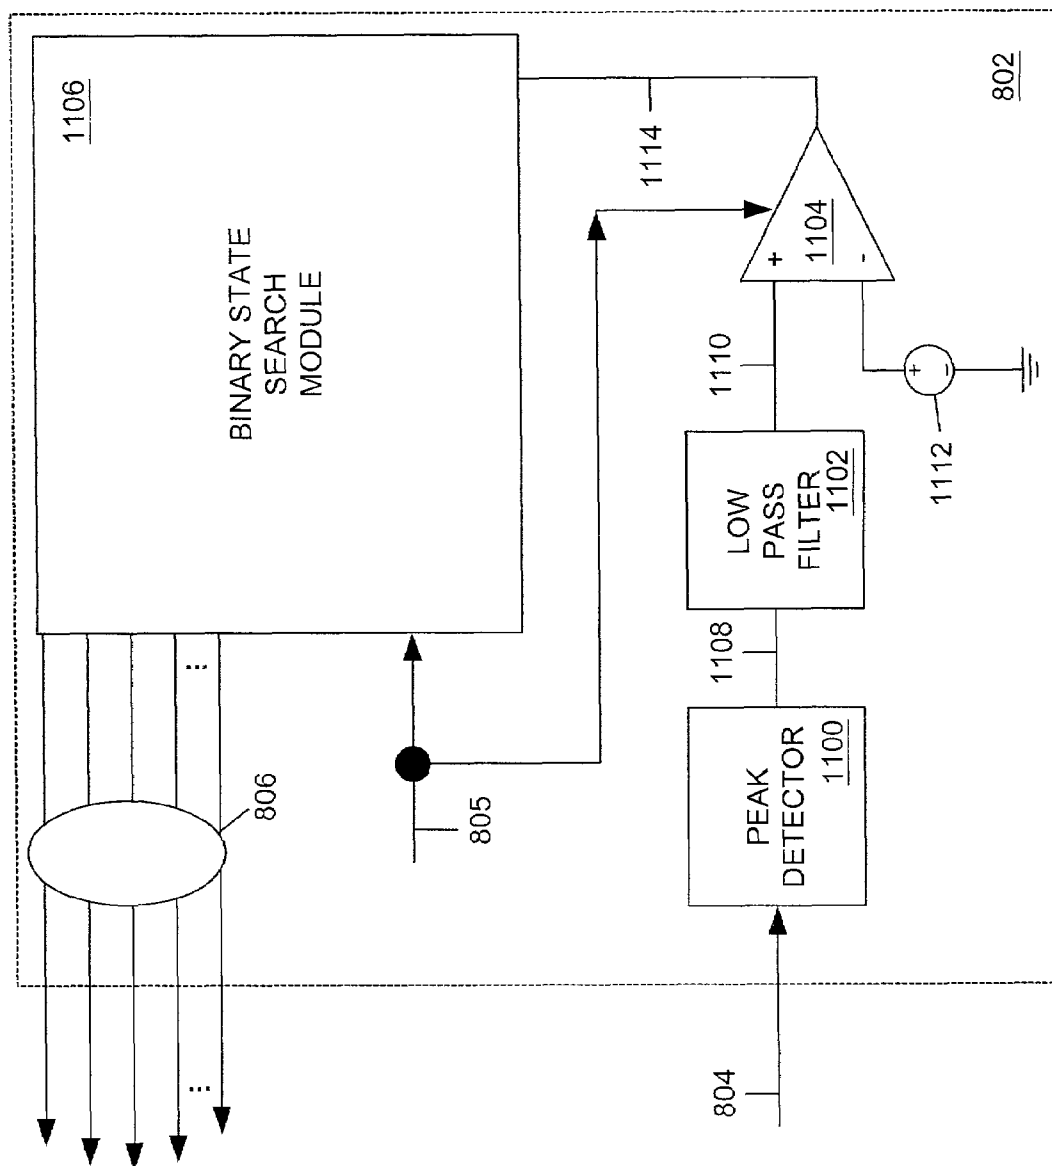 806
...
...
BINARY STATE
SEARCH
MODULE
1106
805
1114
804
PEAK
DETECTOR
1100
1108
LOW
PASS
FILTER
1102
1110
+
-
1104
+
-
1112
802